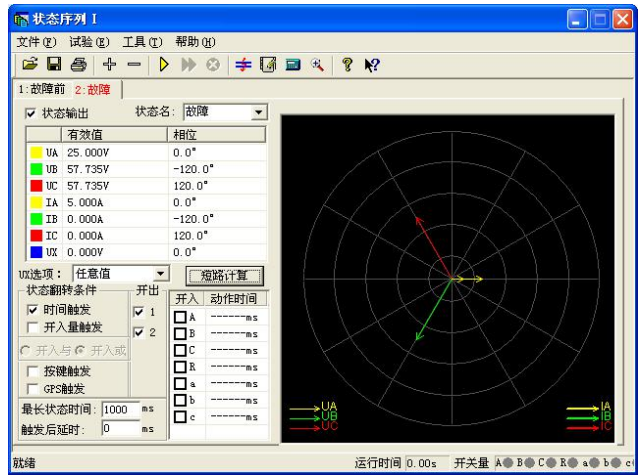 状态序列 I
文件(F) 试验(E) 工具(T) 帮助(H)
1:故障前 2:故障
状态输出 状态名: 故障
有效值 相位
UA 25.000V 0.0°
UB 57.735V -120.0°
UC 57.735V 120.0°
IA 5.000A 0.0°
IB 0.000A -120.0°
IC 0.000A 120.0°
UX 0.000V 0.0°
UX选项: 任意值 短路计算
状态翻转条件 开出 开入 动作时间
时间触发 1 A ------ms
开入量触发 2 B ------ms
开入与 开入或 C ------ms
按键触发 R ------ms
GPS触发 a ------ms
最长状态时间: 1000 ms b ------ms
触发后延时: 0 ms c ------ms
UA IA
UB IB
UC IC
就绪 运行时间 0.00s 开关量 A B C R a b c